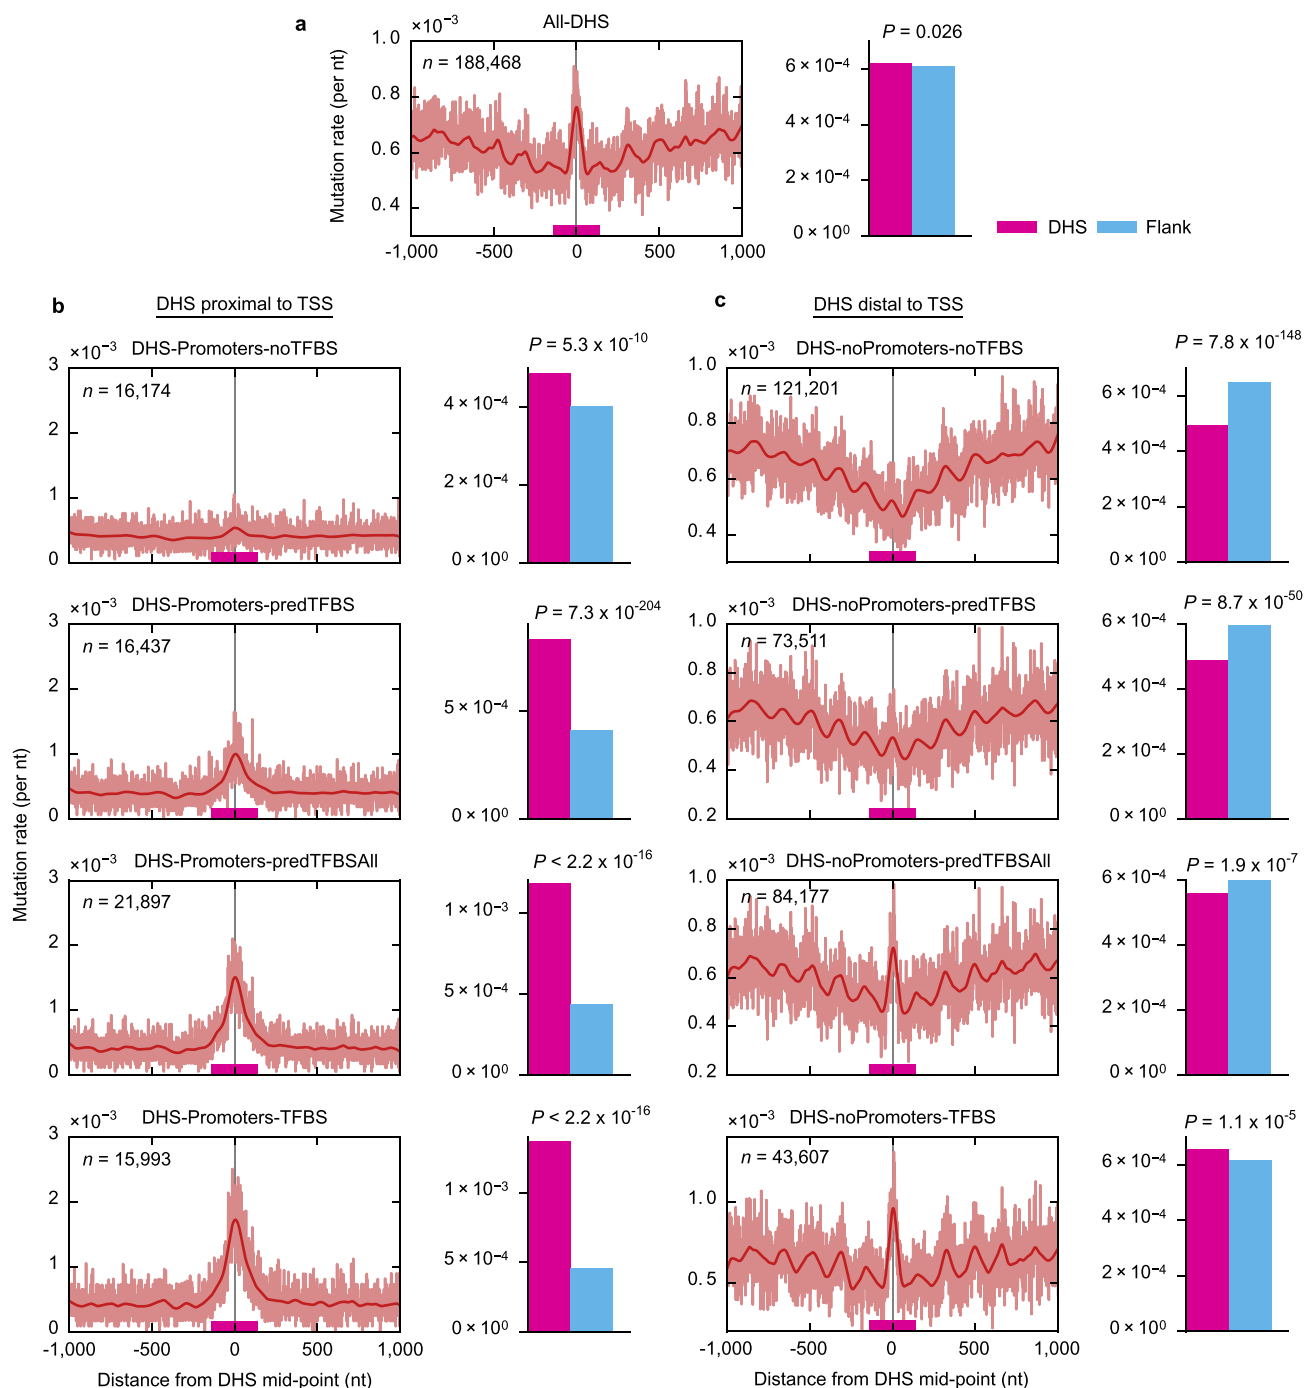 a
All-DHS
×10⁻³
Mutation rate (per nt)
1.0
0.8
0.6
0.4
n = 188,468
-1,000 -500 0 500 1,000
P = 0.026
6 × 10⁻⁴
4 × 10⁻⁴
2 × 10⁻⁴
0 × 10⁰
DHS Flank
b
DHS proximal to TSS
Mutation rate (per nt)
×10⁻³ DHS-Promoters-noTFBS
3
2
1
0
n = 16,174
P = 5.3 x 10⁻¹⁰
4 × 10⁻⁴
2 × 10⁻⁴
0 × 10⁰
×10⁻³ DHS-Promoters-predTFBS
3
2
1
0
n = 16,437
P = 7.3 x 10⁻²⁰⁴
5 × 10⁻⁴
0 × 10⁰
×10⁻³ DHS-Promoters-predTFBSAll
3
2
1
0
n = 21,897
P < 2.2 x 10⁻¹⁶
1 × 10⁻³
5 × 10⁻⁴
0 × 10⁰
×10⁻³ DHS-Promoters-TFBS
3
2
1
0
n = 15,993
-1,000 -500 0 500 1,000
Distance from DHS mid-point (nt)
P < 2.2 x 10⁻¹⁶
1 × 10⁻³
5 × 10⁻⁴
0 × 10⁰
c
DHS distal to TSS
×10⁻³ DHS-noPromoters-noTFBS
1.0
0.8
0.6
0.4
n = 121,201
P = 7.8 x 10⁻¹⁴⁸
6 × 10⁻⁴
4 × 10⁻⁴
2 × 10⁻⁴
0 × 10⁰
×10⁻³ DHS-noPromoters-predTFBS
1.0
0.8
0.6
0.4
0.2
n = 73,511
P = 8.7 x 10⁻⁵⁰
6 × 10⁻⁴
4 × 10⁻⁴
2 × 10⁻⁴
0 × 10⁰
×10⁻³ DHS-noPromoters-predTFBSAll
1.0
0.8
0.6
0.4
0.2
n = 84,177
P = 1.9 x 10⁻⁷
6 × 10⁻⁴
4 × 10⁻⁴
2 × 10⁻⁴
0 × 10⁰
×10⁻³ DHS-noPromoters-TFBS
1.0
0.5
n = 43,607
-1,000 -500 0 500 1,000
Distance from DHS mid-point (nt)
P = 1.1 x 10⁻⁵
6 × 10⁻⁴
4 × 10⁻⁴
2 × 10⁻⁴
0 × 10⁰